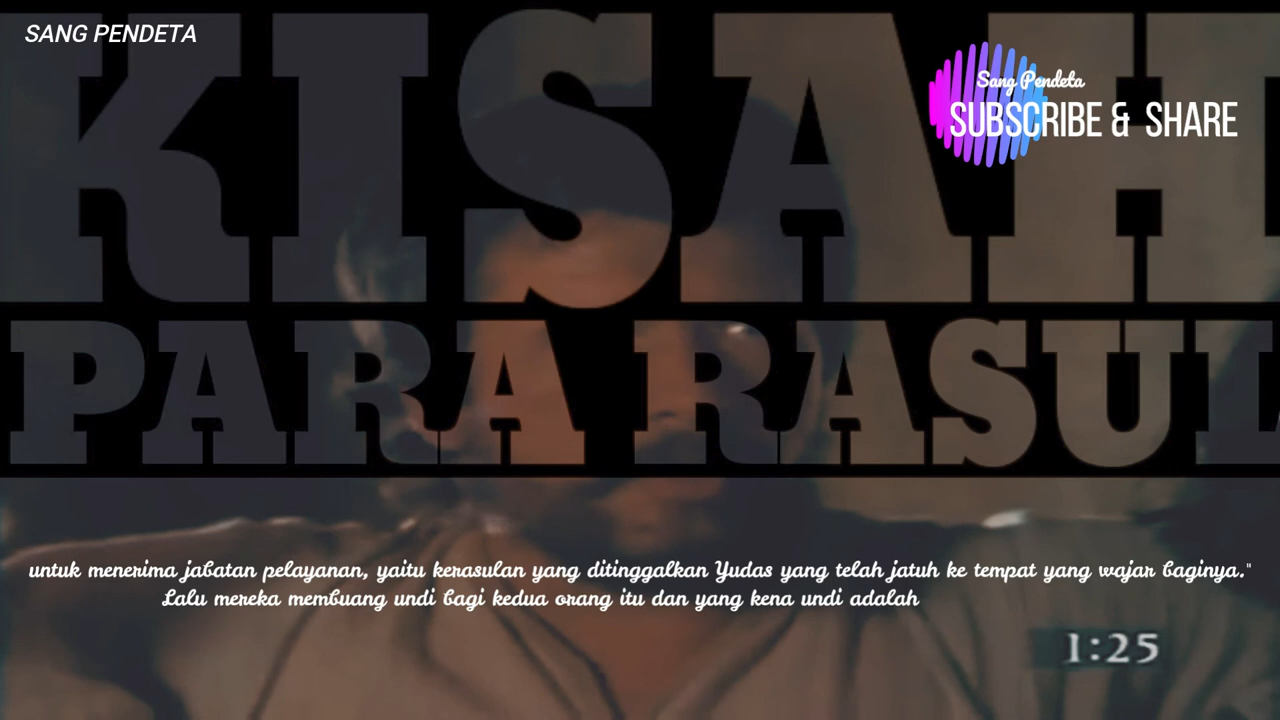 SANG PENDETA
KISAH
PARA RASUL
Sang Pendeta
SUBSCRIBE & SHARE
untuk menerima jabatan pelayanan, yaitu kerasulan yang ditinggalkan Yudas yang telah jatuh ke tempat yang wajar baginya."
Lalu mereka membuang undi bagi kedua orang itu dan yang kena undi adalah
1:25